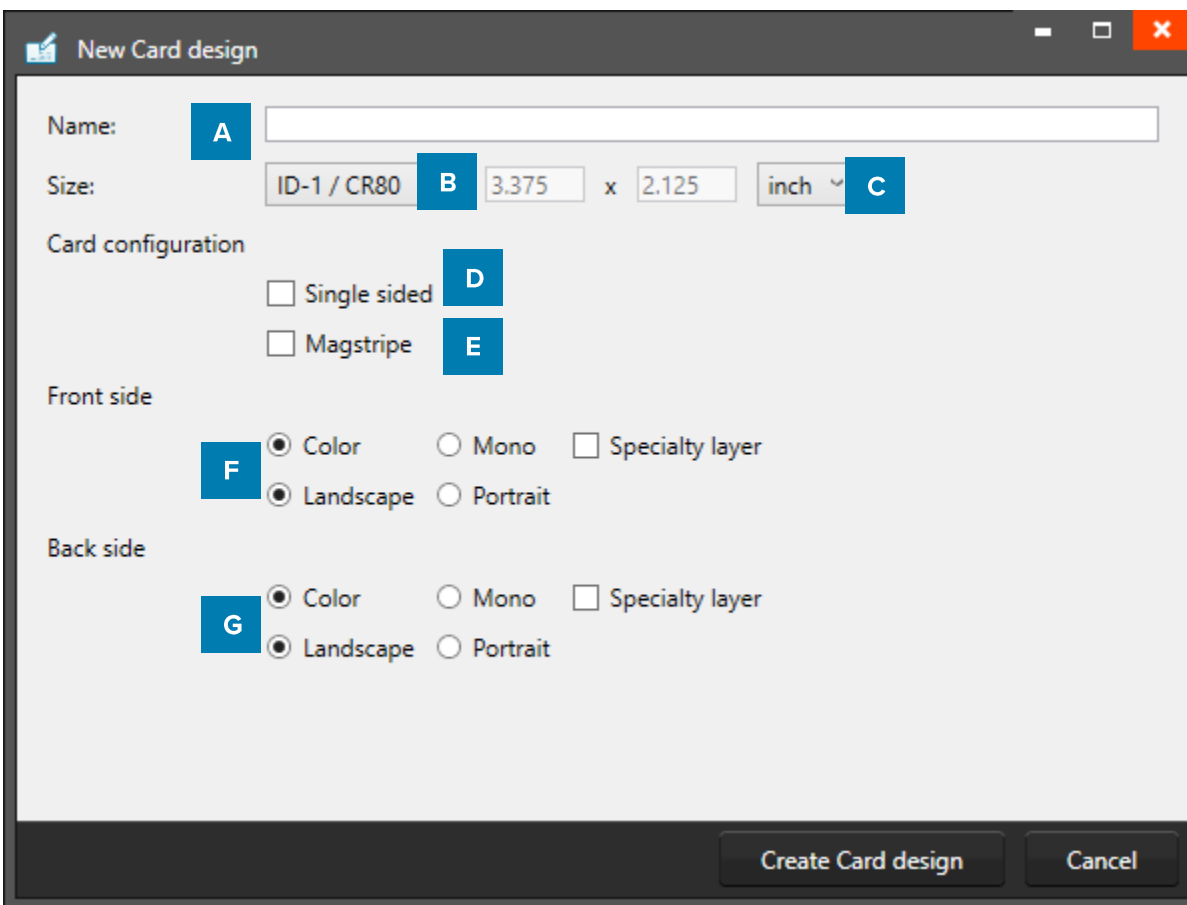 New Card design
Name: A
Size: ID-1 / CR80 B 3.375 x 2.125 inch C
Card configuration
Single sided D
Magstripe E
Front side
F Color Mono Specialty layer
Landscape Portrait
Back side
G Color Mono Specialty layer
Landscape Portrait
Create Card design Cancel